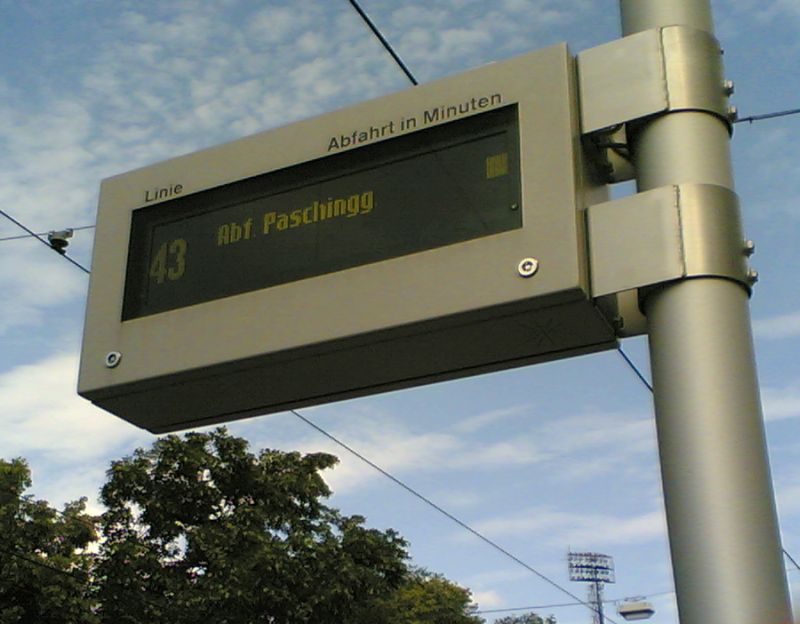 Linie Abfahrt in Minuten
43 Abf. Paschingg